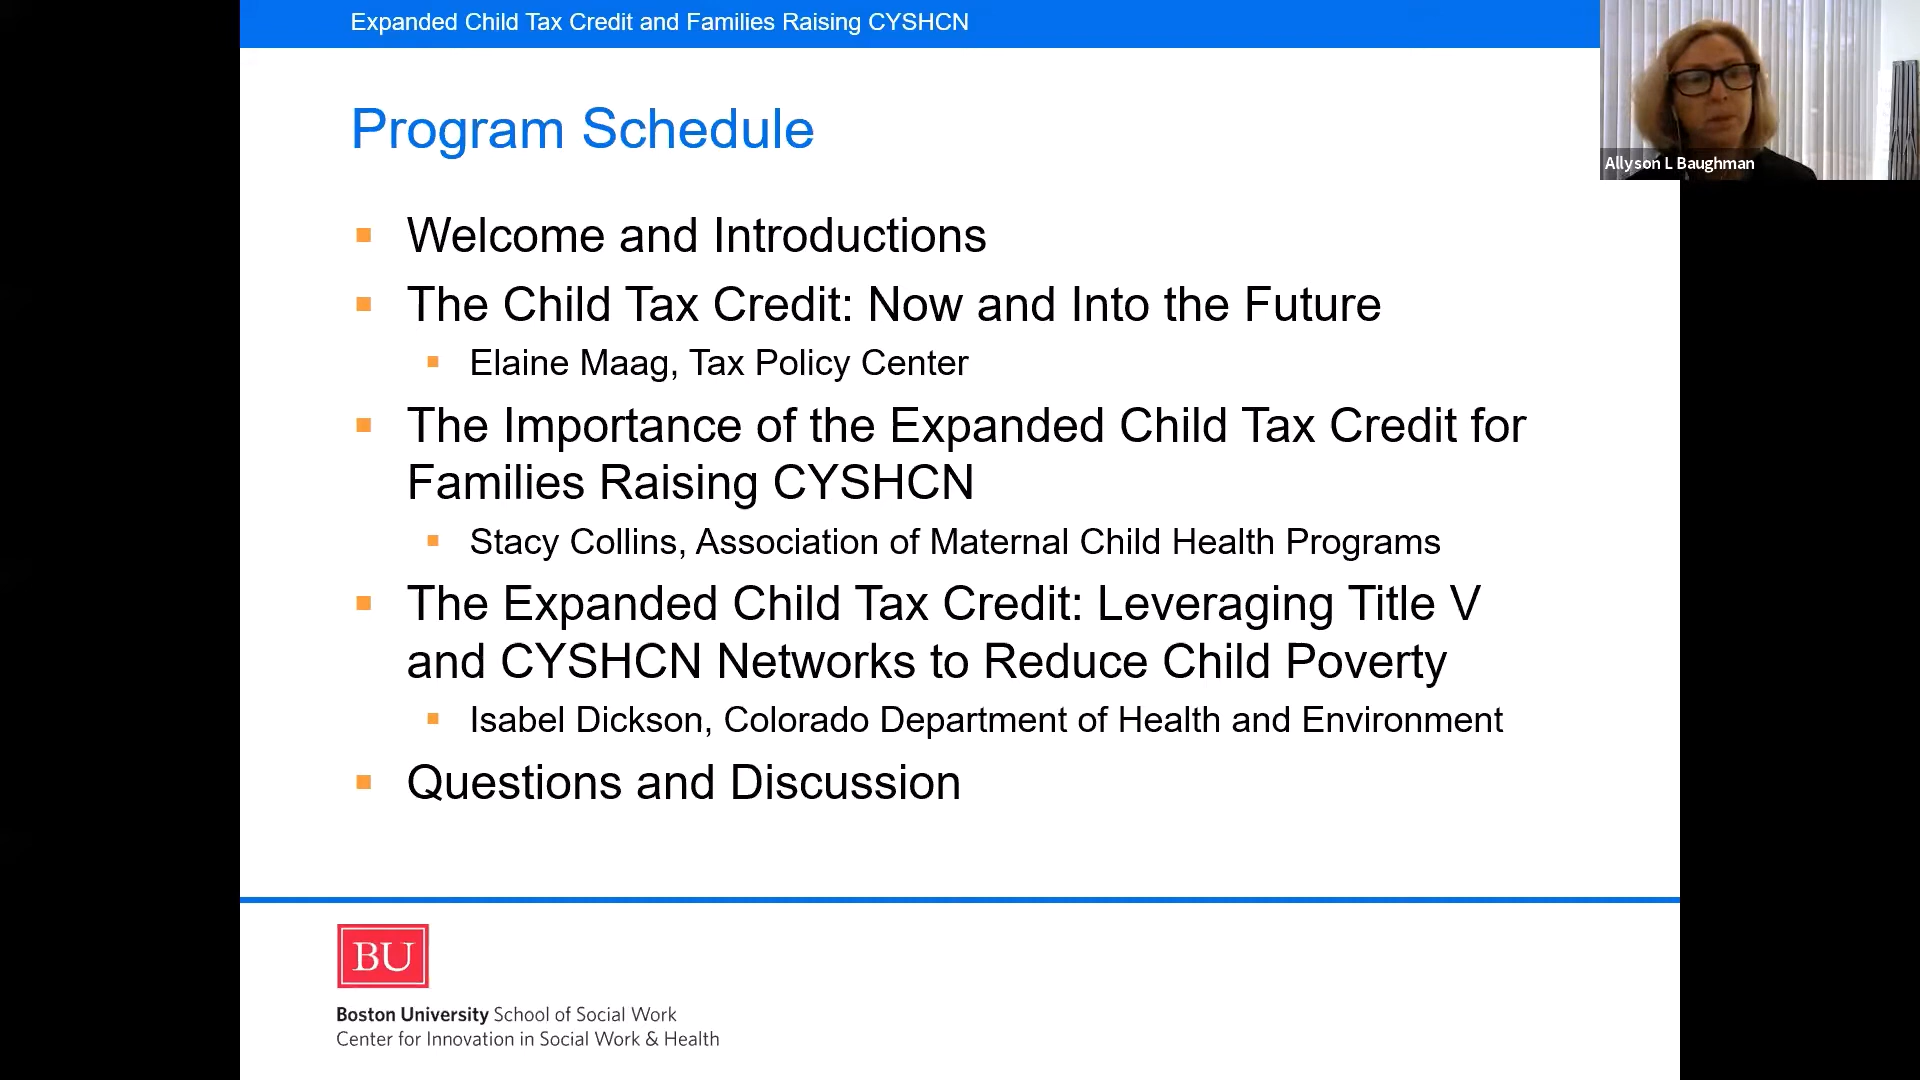 Expanded Child Tax Credit and Families Raising CYSHCN
Allyson L Baughman
Program Schedule
Welcome and Introductions
The Child Tax Credit: Now and Into the Future
Elaine Maag, Tax Policy Center
The Importance of the Expanded Child Tax Credit for
Families Raising CYSHCN
Stacy Collins, Association of Maternal Child Health Programs
The Expanded Child Tax Credit: Leveraging Title V
and CYSHCN Networks to Reduce Child Poverty
Isabel Dickson, Colorado Department of Health and Environment
Questions and Discussion
BU
Boston University School of Social Work
Center for Innovation in Social Work & Health